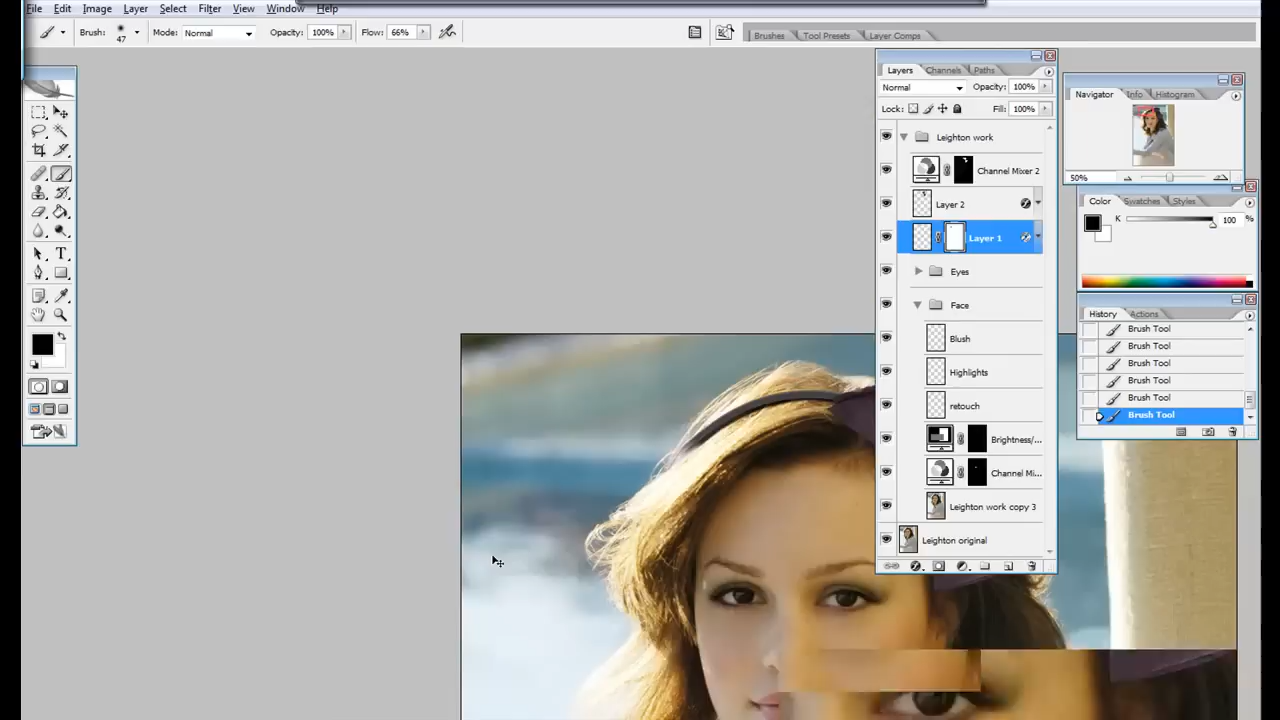 File Edit Image Layer Select Filter View Window Help
Brush: 47 Mode: Normal Opacity: 100% Flow: 66% Brushes Tool Presets Layer Comps
Layers Channels Paths
Normal Opacity: 100%
Lock: Fill: 100%
Leighton work
Channel Mixer 2
Layer 2
Layer 1
Eyes
Face
Blush
Highlights
retouch
Brightness/...
Channel Mi...
Leighton work copy 3
Leighton original
Navigator Info Histogram
50%
Color Swatches Styles
K 100 %
History Actions
Brush Tool
Brush Tool
Brush Tool
Brush Tool
Brush Tool
Brush Tool
T